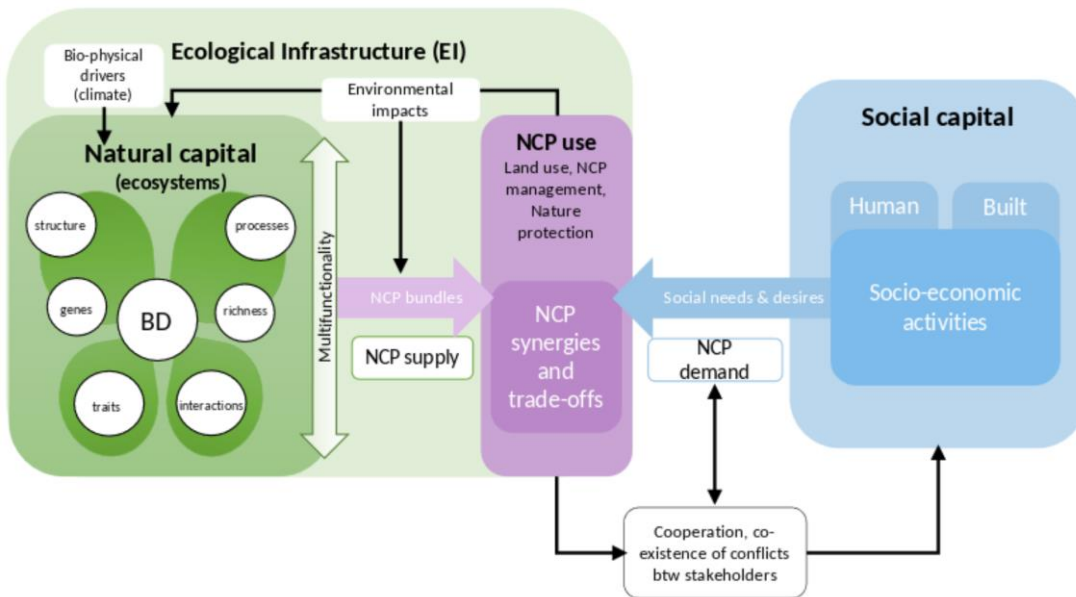 Ecological Infrastructure (EI)
Bio-physical
drivers
(climate)
Environmental
impacts
Natural capital
(ecosystems)
structure
processes
genes
BD
richness
traits
interactions
Multifunctionality
NCP bundles
NCP supply
NCP use
Land use, NCP
management,
Nature
protection
NCP
synergies
and
trade-offs
Social needs & desires
NCP
demand
Social capital
Human
Built
Socio-economic
activities
Cooperation, co-
existence of conflicts
btw stakeholders